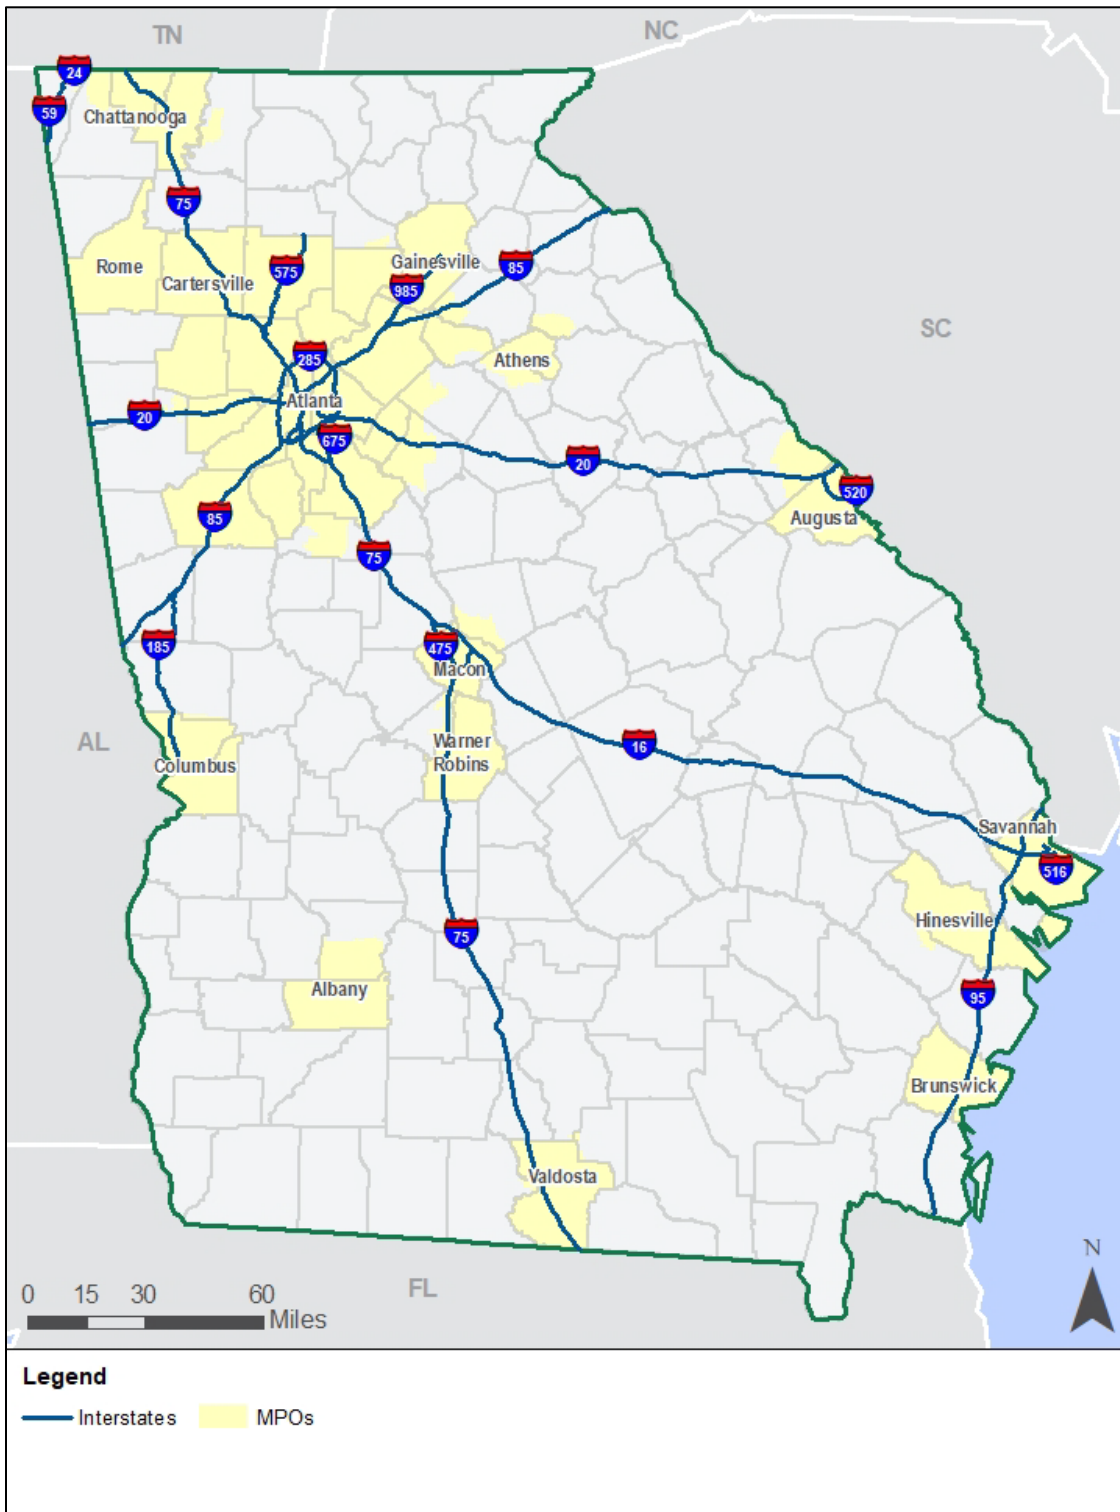 TN
NC
24
59
Chattanooga
75
Rome
Cartersville
575
Gainesville
985
85
SC
285
Athens
Atlanta
20
675
20
520
85
Augusta
75
185
475
Macon
AL
Warner
Robins
16
Columbus
Savannah
516
Hinesville
75
Albany
95
Brunswick
Valdosta
N
FL
0 15 30 60
Miles
Legend
Interstates MPOs